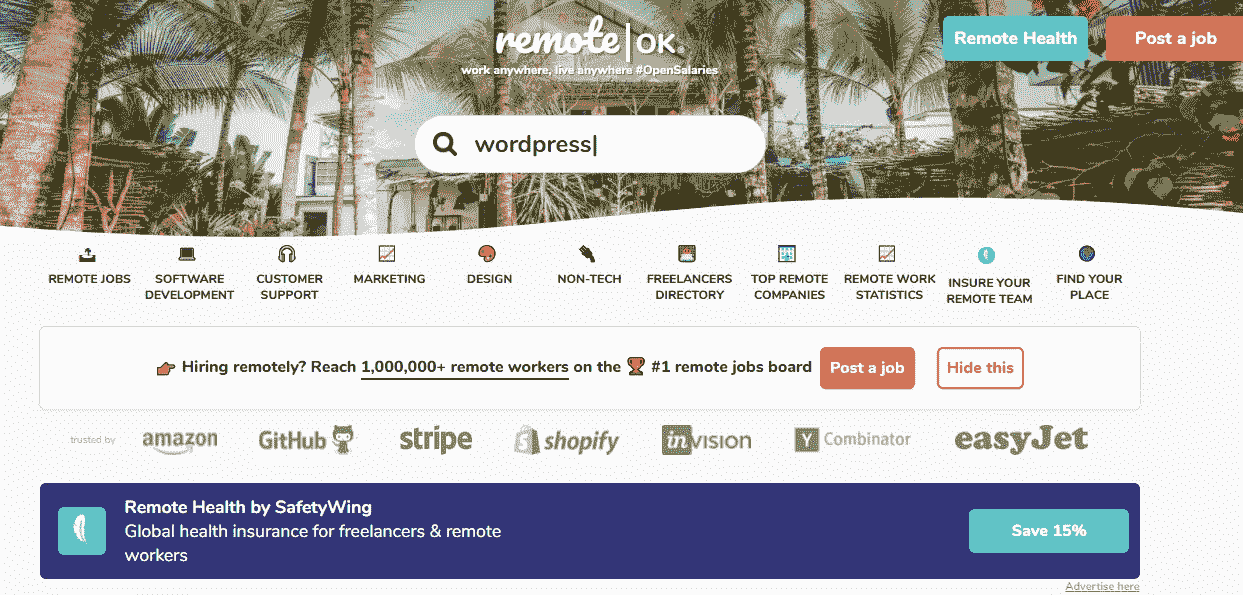 remote|OK.
work anywhere, live anywhere #OpenSalaries
Remote Health
Post a job
wordpress
REMOTE JOBS
SOFTWARE
DEVELOPMENT
CUSTOMER
SUPPORT
MARKETING
DESIGN
NON-TECH
FREELANCERS
DIRECTORY
TOP REMOTE
COMPANIES
REMOTE WORK
STATISTICS
INSURE YOUR
REMOTE TEAM
FIND YOUR
PLACE
Hiring remotely? Reach 1,000,000+ remote workers on the #1 remote jobs board
Post a job
Hide this
trusted by
amazon
GitHub
stripe
shopify
inVISION
Y Combinator
easyJet
Remote Health by SafetyWing
Global health insurance for freelancers & remote
workers
Save 15%
Advertise here